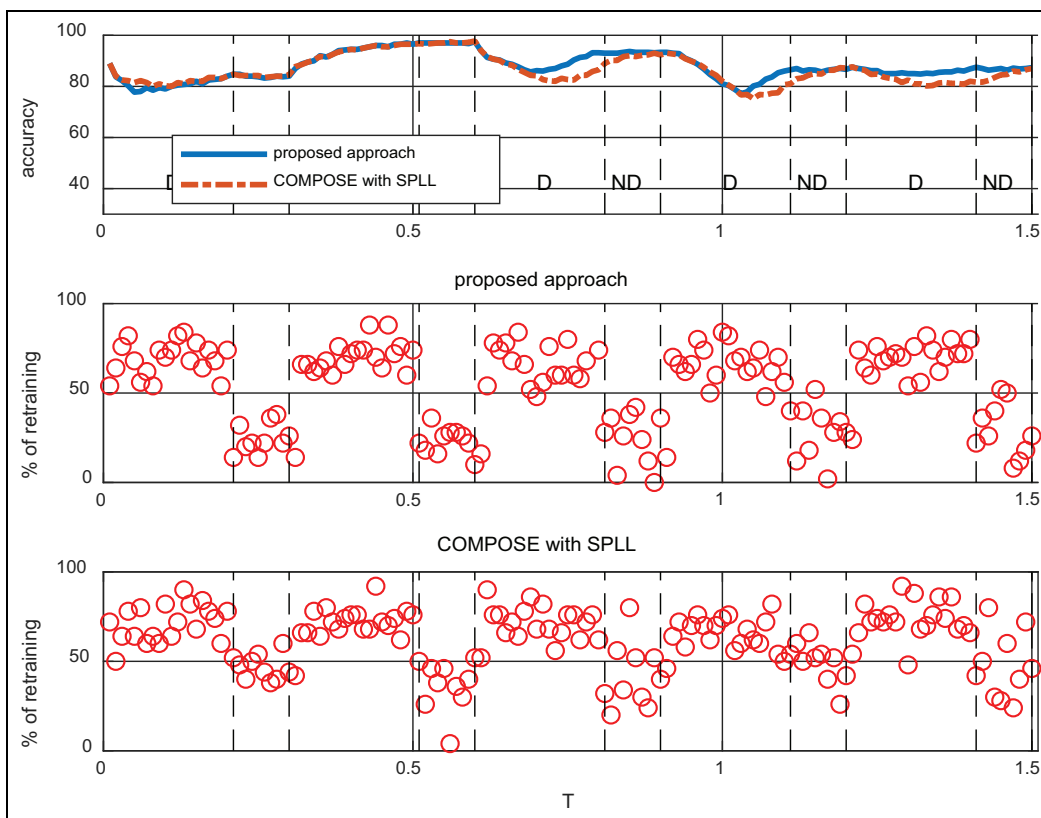 100
80
60
40
accuracy
proposed approach
COMPOSE with SPLL
D ND D ND D ND
0 0.5 1 1.5
proposed approach
100
50
0
% of retraining
0 0.5 1 1.5
COMPOSE with SPLL
100
50
0
% of retraining
0 0.5 1 1.5
T